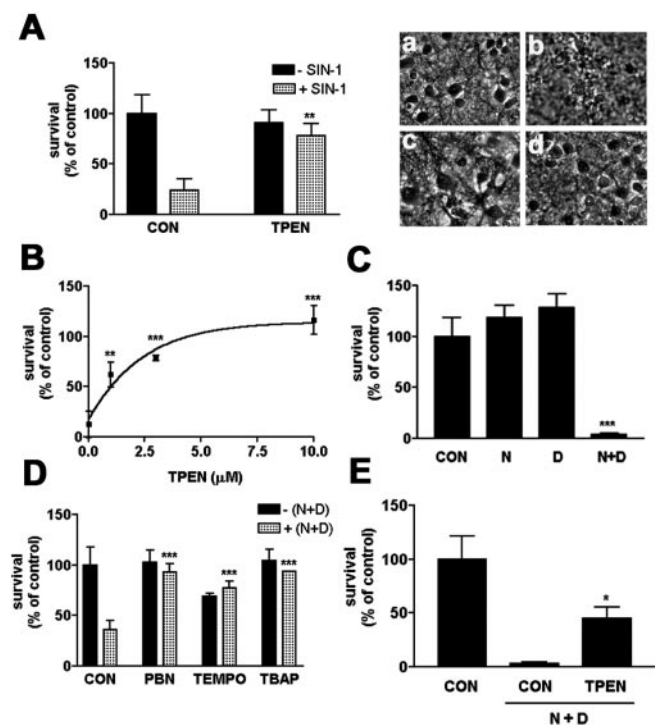 A
survival
(% of control)
150
100
50
0
- SIN-1
+ SIN-1
**
CON TPEN
a b
c d
B
survival
(% of control)
150
100
50
0
** *** ***
0.0 2.5 5.0 7.5 10.0
TPEN (μM)
C
survival
(% of control)
150
100
50
0
***
CON N D N+D
D
survival
(% of control)
150
100
50
0
- (N+D)
+ (N+D)
*** *** ***
CON PBN TEMPO TBAP
E
survival
(% of control)
150
100
50
0
*
CON CON TPEN
N + D